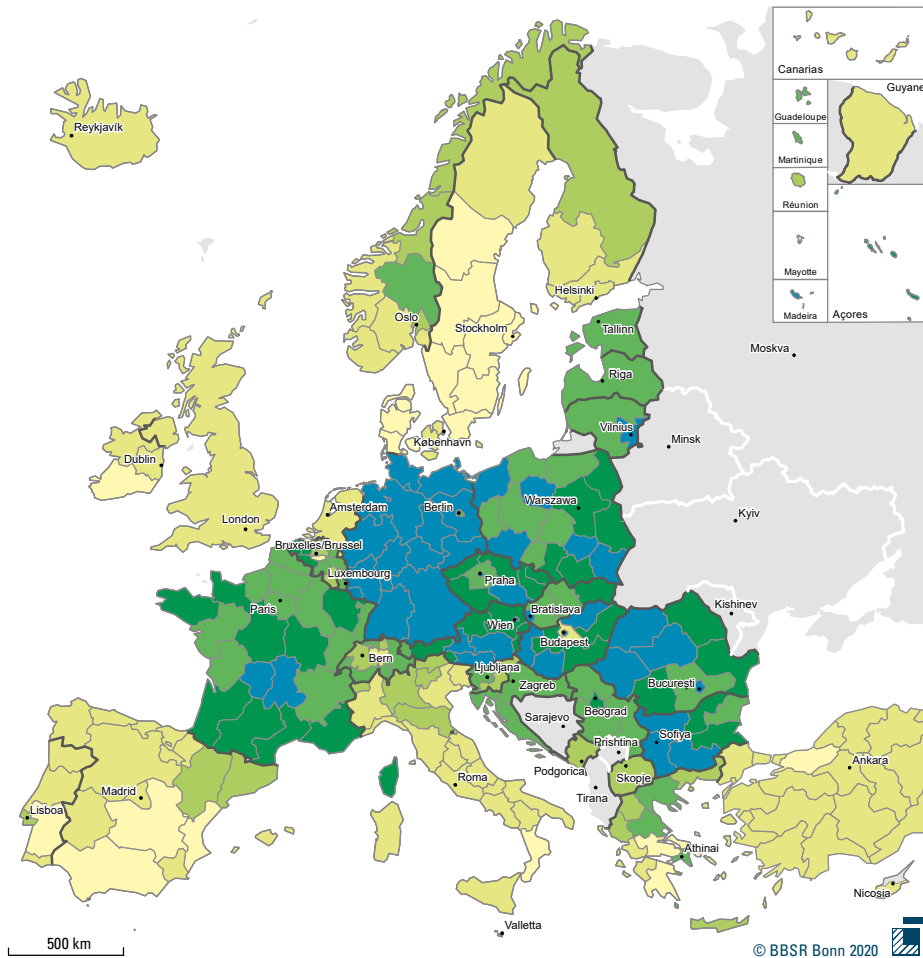 Canarias
Guyane
Guadeloupe
Martinique
Réunion
Mayotte
Madeira
Açores
Reykjavík
Helsinki
Oslo
Stockholm
Tallinn
Moskva
Riga
Vilnius
Minsk
København
Dublin
London
Amsterdam
Berlin
Warszawa
Kyiv
Bruxelles/Brussel
Luxembourg
Praha
Paris
Kishinev
Bratislava
Wien
Budapest
Bern
Ljubljana
Zagreb
Bucureşti
Beograd
Sarajevo
Sofiya
Prishtina
Podgorica
Skopje
Tirana
Ankara
Roma
Madrid
Lisboa
Athinai
Nicosia
Valletta
500 km
© BBSR Bonn 2020